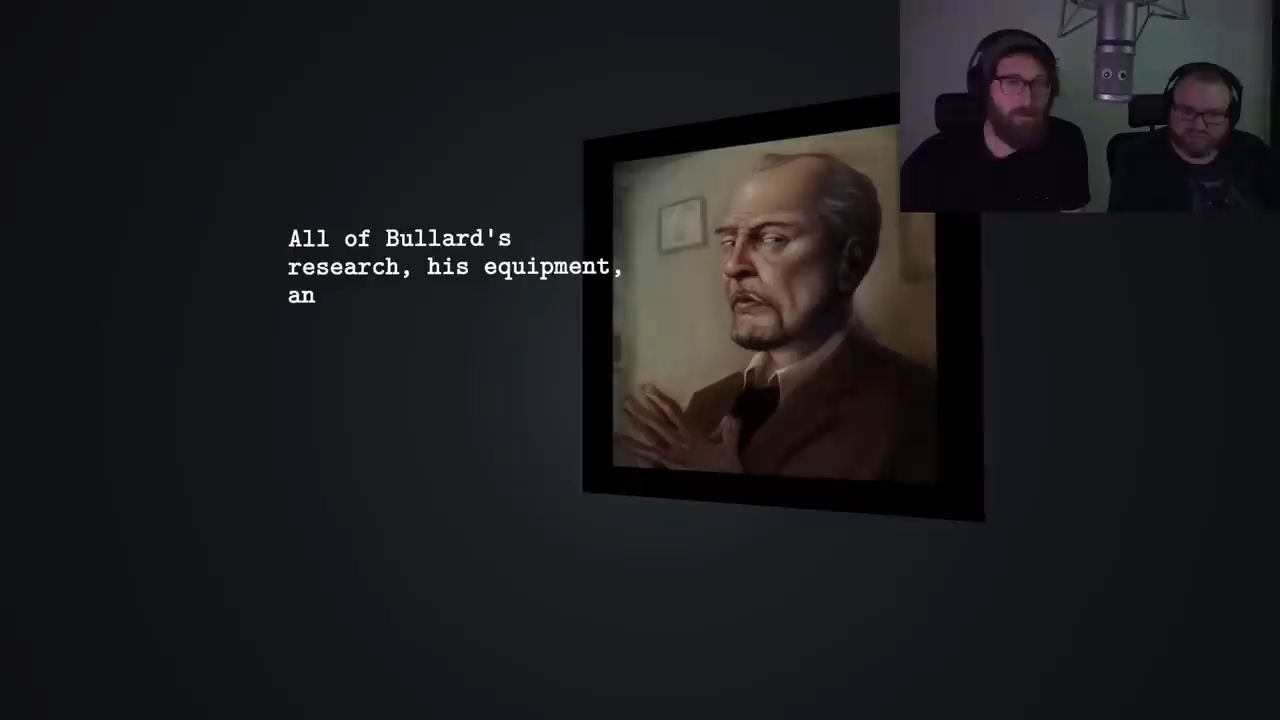 All of Bullard's
research, his equipment,
an